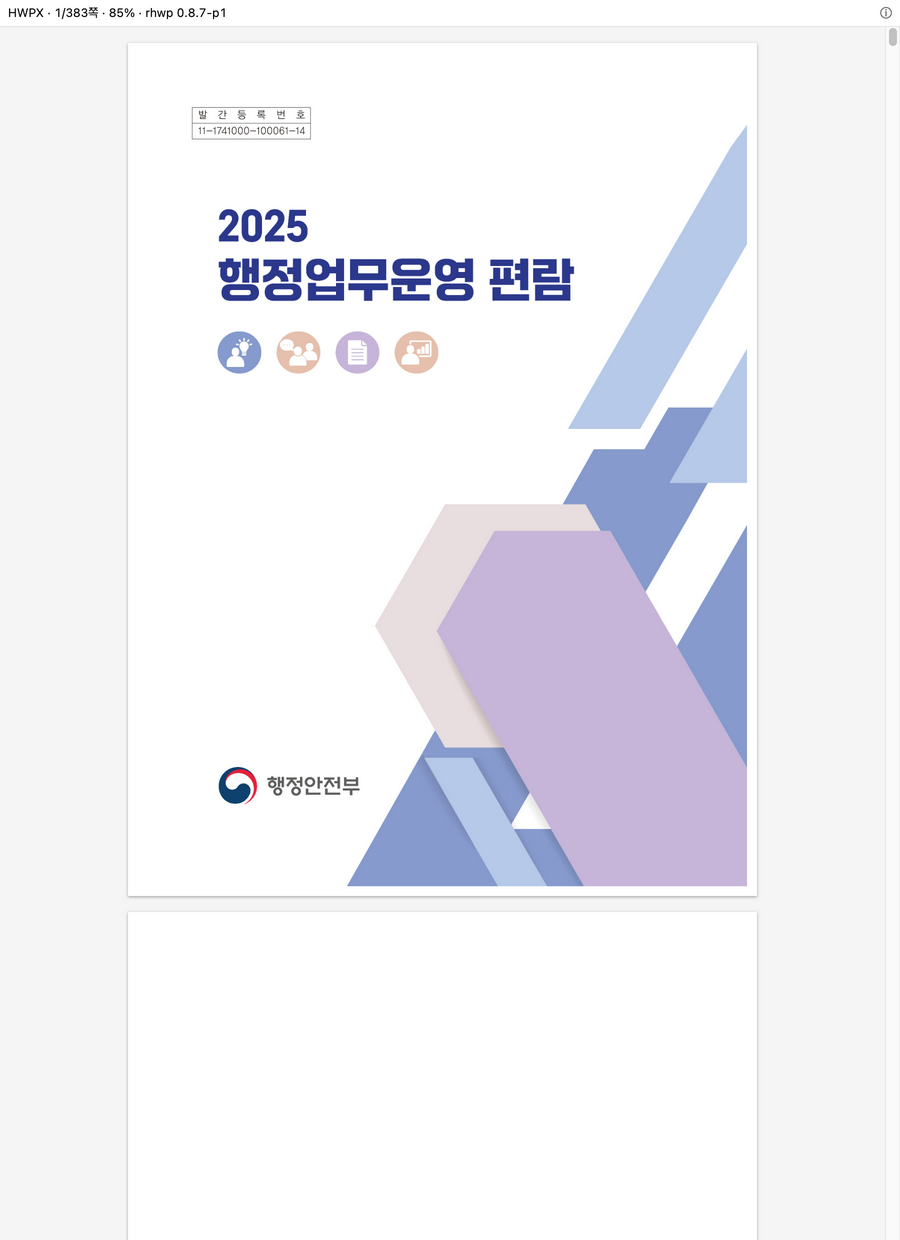 HWPX · 1/383쪽 · 85% · rhwp 0.8.7-p1
발 간 등 록 번 호
11-1741000-100061-14
2025
행정업무운영 편람
행정안전부